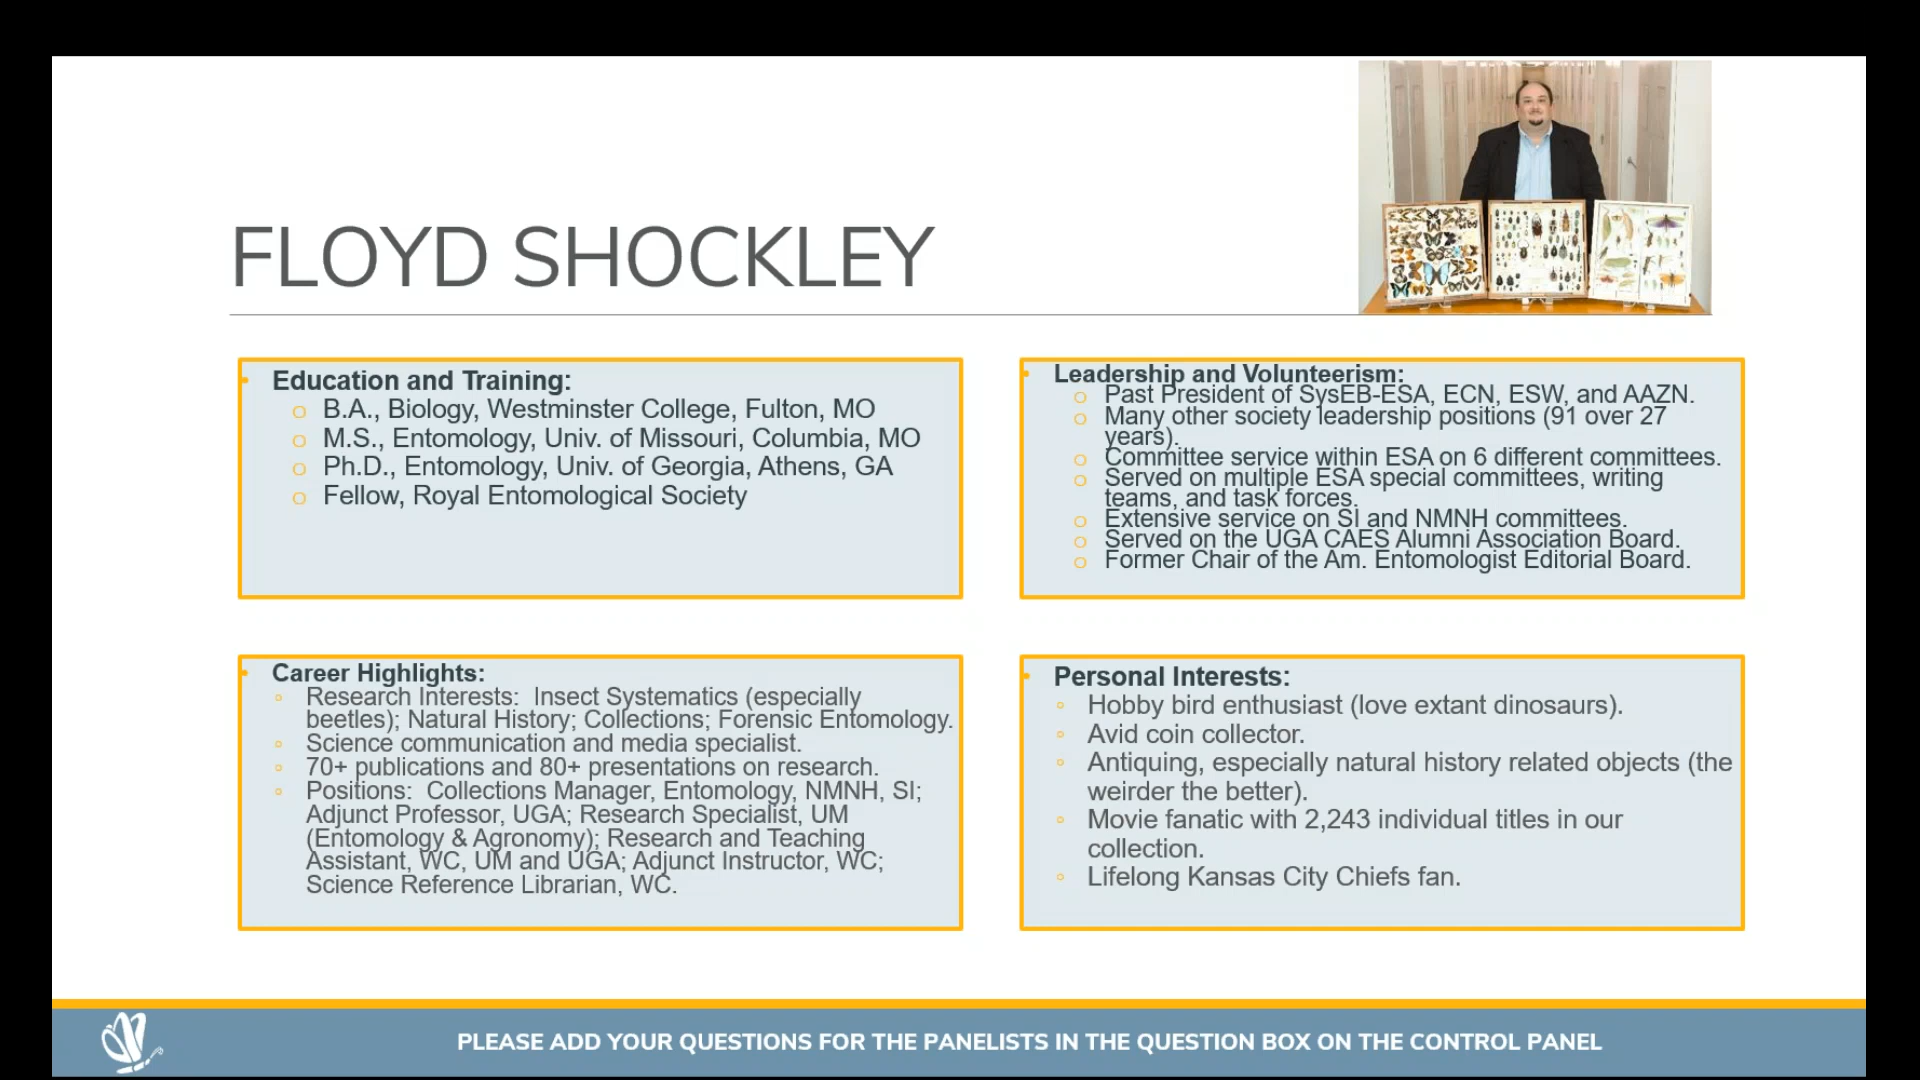 FLOYD SHOCKLEY
Education and Training:
B.A., Biology, Westminster College, Fulton, MO
M.S., Entomology, Univ. of Missouri, Columbia, MO
Ph.D., Entomology, Univ. of Georgia, Athens, GA
Fellow, Royal Entomological Society
Leadership and Volunteerism:
Past President of SysEB-ESA, ECN, ESW, and AAZN.
Many other society leadership positions (91 over 27
years).
Committee service within ESA on 6 different committees.
Served on multiple ESA special committees, writing
teams, and task forces.
Extensive service on SI and NMNH committees.
Served on the UGA CAES Alumni Association Board.
Former Chair of the Am. Entomologist Editorial Board.
Career Highlights:
Research Interests:  Insect Systematics (especially
beetles); Natural History; Collections; Forensic Entomology.
Science communication and media specialist.
70+ publications and 80+ presentations on research.
Positions:  Collections Manager, Entomology, NMNH, SI;
Adjunct Professor, UGA; Research Specialist, UM
(Entomology & Agronomy); Research and Teaching
Assistant, WC, UM and UGA; Adjunct Instructor, WC;
Science Reference Librarian, WC.
Personal Interests:
Hobby bird enthusiast (love extant dinosaurs).
Avid coin collector.
Antiquing, especially natural history related objects (the
weirder the better).
Movie fanatic with 2,243 individual titles in our
collection.
Lifelong Kansas City Chiefs fan.
PLEASE ADD YOUR QUESTIONS FOR THE PANELISTS IN THE QUESTION BOX ON THE CONTROL PANEL